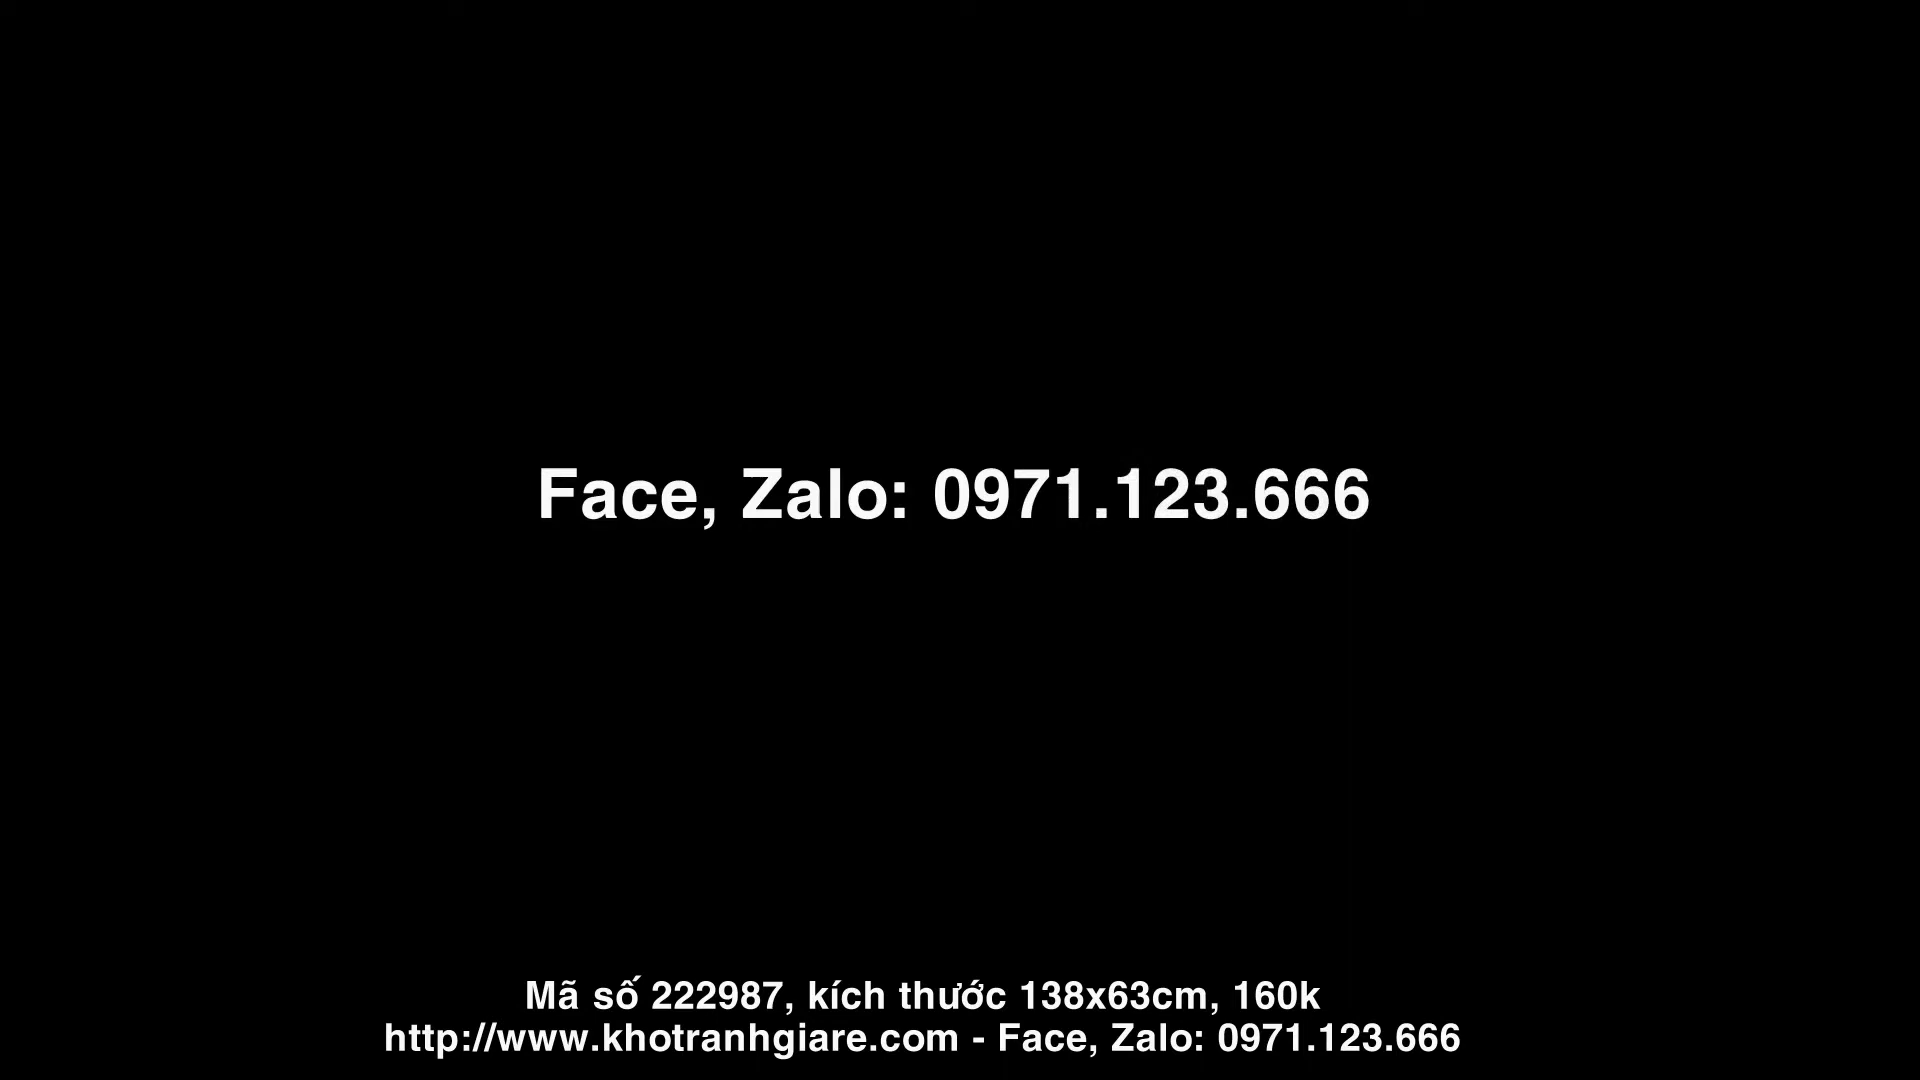 Face, Zalo: 0971.123.666
Mã số 222987, kích thước 138x63cm, 160k
http://www.khotranhgiare.com - Face, Zalo: 0971.123.666